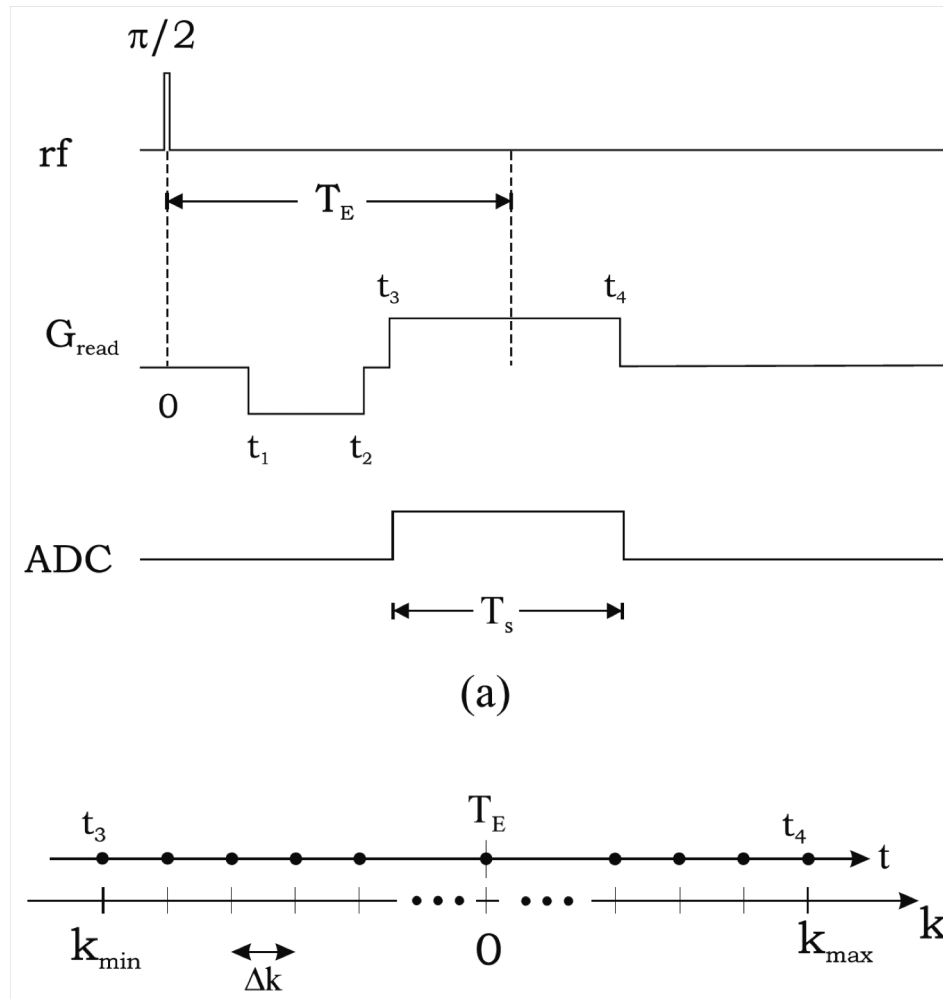 π/2
rf
T_E
t_3 t_4
G_read
0
t_1 t_2
ADC
T_s
(a)
T_E
t_3 t_4
t
k
k_min 0 k_max
Δk